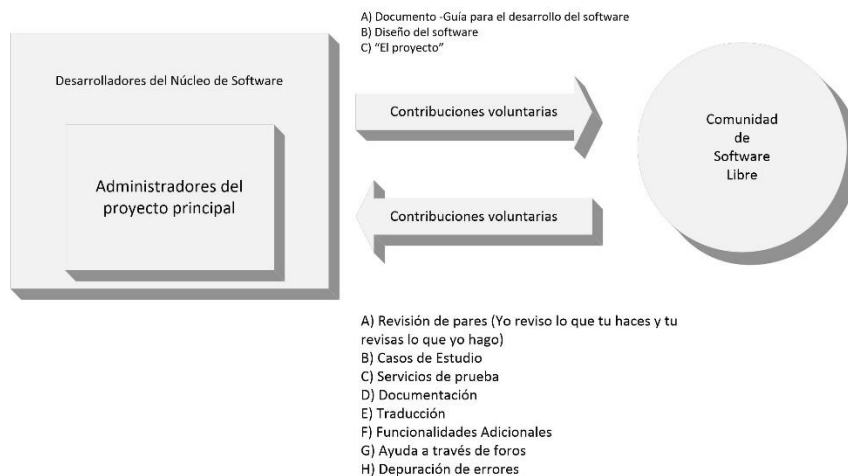 A) Documento -Guía para el desarrollo del software
B) Diseño del software
C) “El proyecto”
Desarrolladores del Núcleo de Software
Administradores del
proyecto principal
Contribuciones voluntarias
Contribuciones voluntarias
Comunidad
de
Software
Libre
A) Revisión de pares (Yo reviso lo que tu haces y tu
revisas lo que yo hago)
B) Casos de Estudio
C) Servicios de prueba
D) Documentación
E) Traducción
F) Funcionalidades Adicionales
G) Ayuda a través de foros
H) Depuración de errores